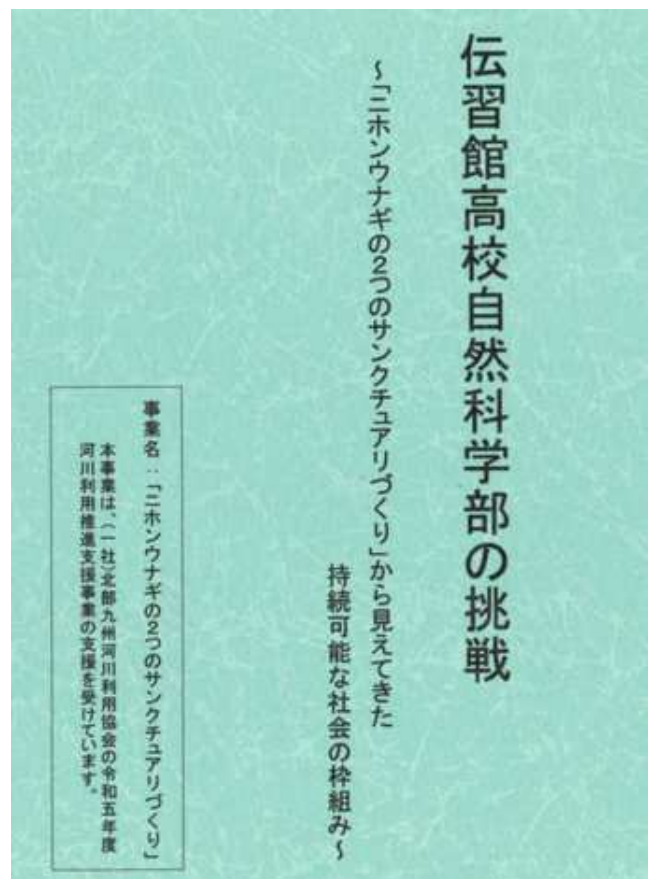 伝習館高校自然科学部の挑戦
～「ニホンウナギの2つのサンクチュアリづくり」から見えてきた
持続可能な社会の枠組み～
事業名：「ニホンウナギの2つのサンクチュアリづくり」
本事業は、（一社）北部九州河川利用協会の令和五年度
河川利用推進支援事業の支援を受けています。